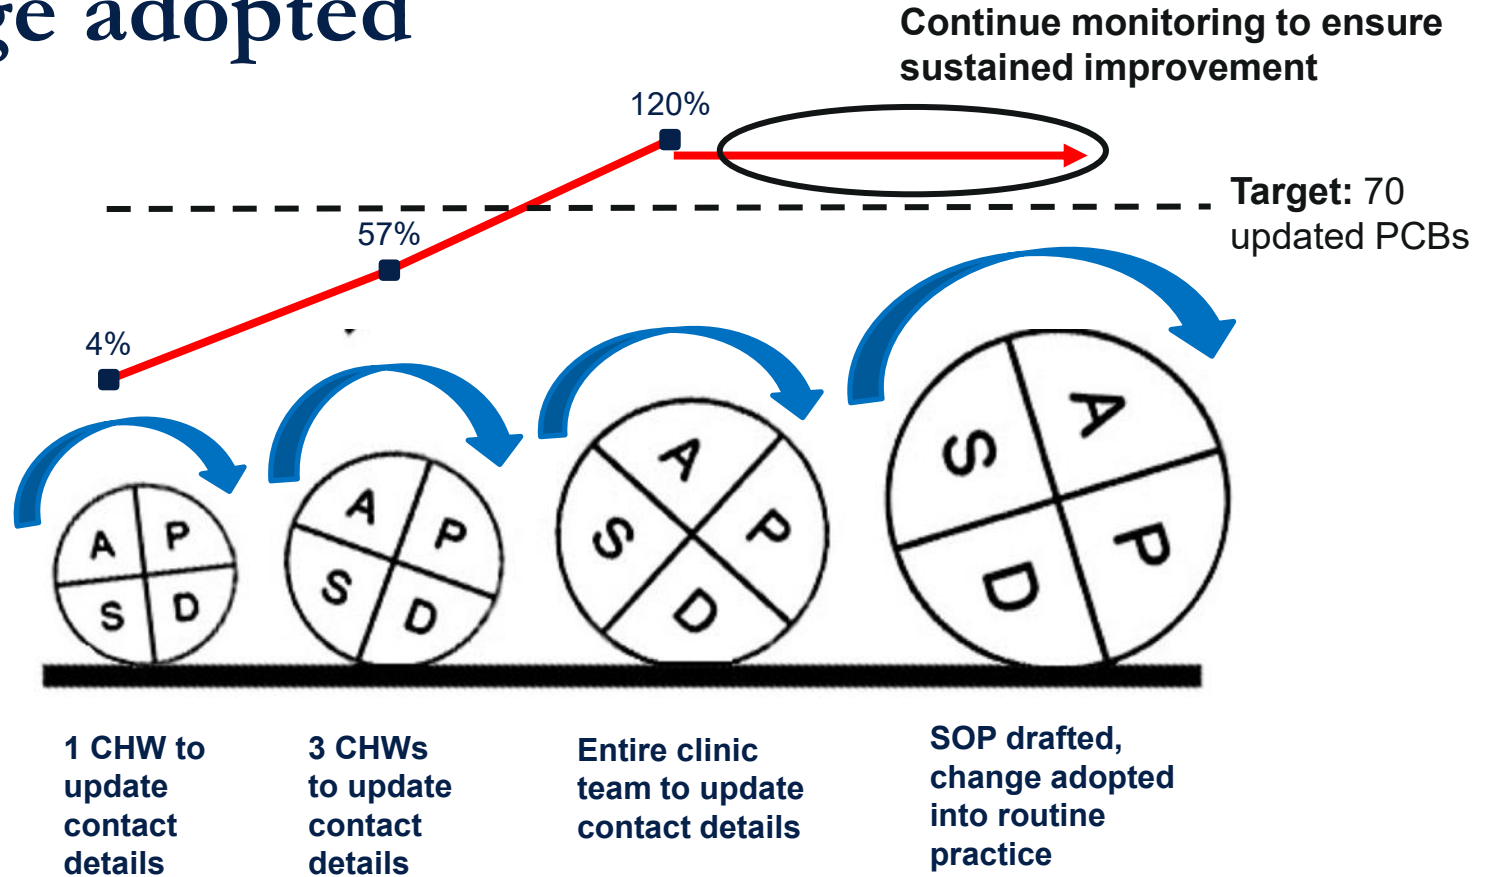 ge adopted
Continue monitoring to ensure
sustained improvement
120%
Target: 70
updated PCBs
57%
4%
A P
S D
A P
S D
A
S P
D
A
S
P
D
1 CHW to
update
contact
details
3 CHWs
to update
contact
details
Entire clinic
team to update
contact details
SOP drafted,
change adopted
into routine
practice